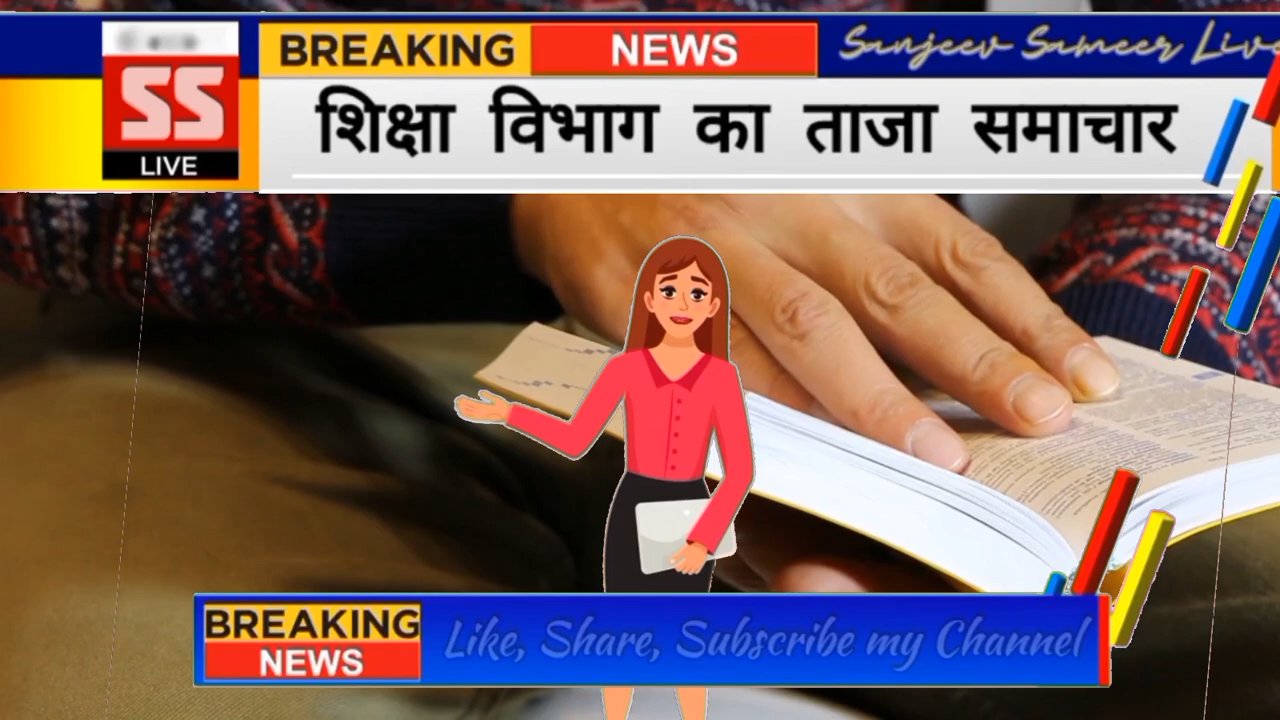 BREAKING NEWS Sanjeev Sameer Live
SS
LIVE
शिक्षा विभाग का ताजा समाचार
BREAKING
NEWS
Like, Share, Subscribe my Channel